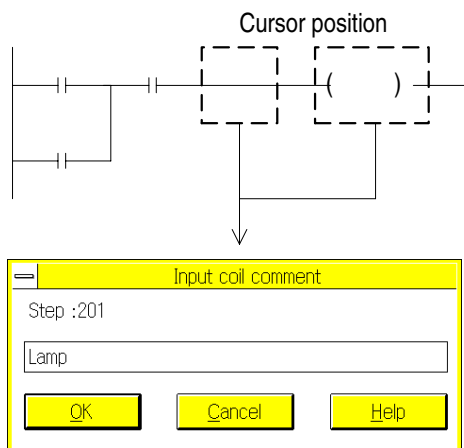 Cursor position
Input coil comment
Step :201
Lamp
OK
Cancel
Help